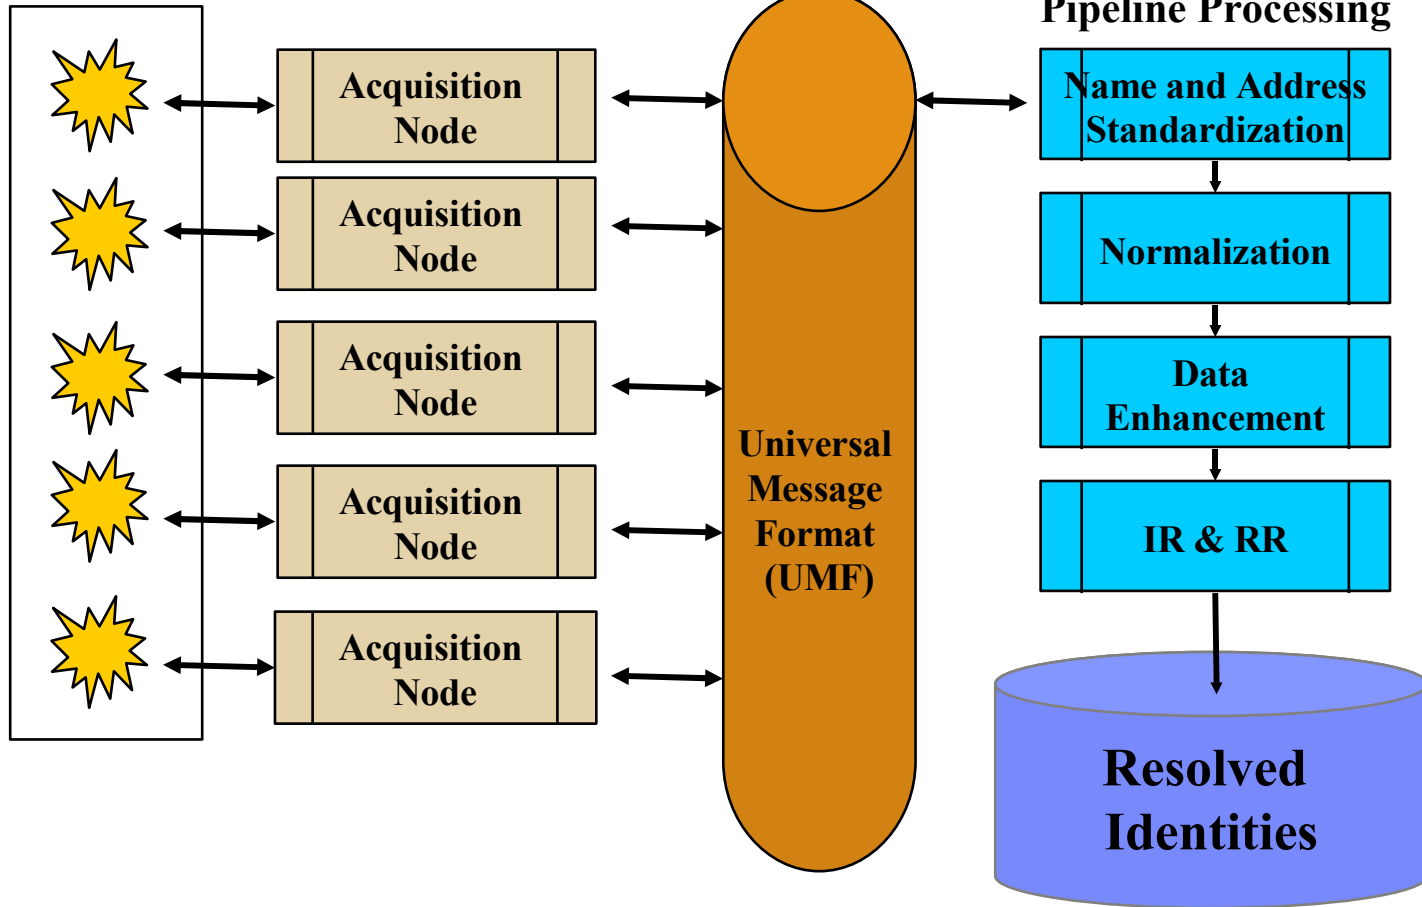 Pipeline Processing
Acquisition
Node
Acquisition
Node
Acquisition
Node
Acquisition
Node
Acquisition
Node
Universal
Message
Format
(UMF)
Name and Address
Standardization
Normalization
Data
Enhancement
IR & RR
Resolved
Identities